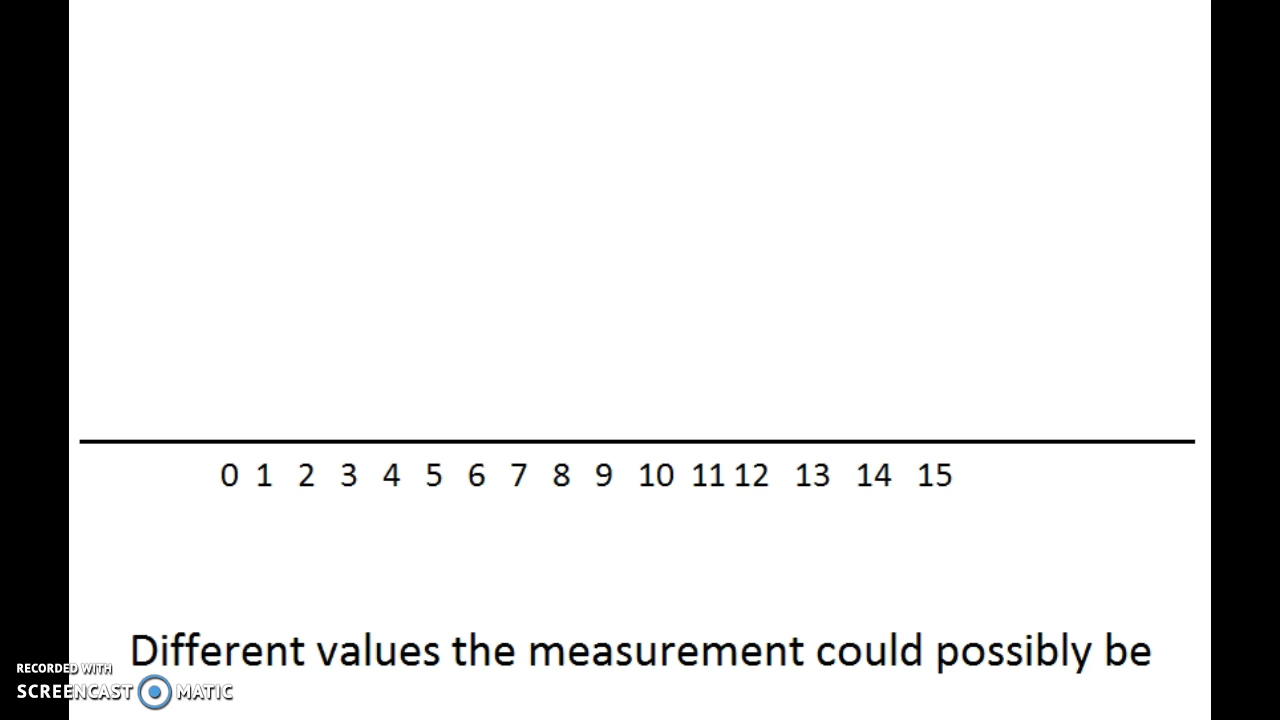 0 1 2 3 4 5 6 7 8 9 10 11 12 13 14 15
Different values the measurement could possibly be
RECORDED WITH
SCREENCAST MATIC